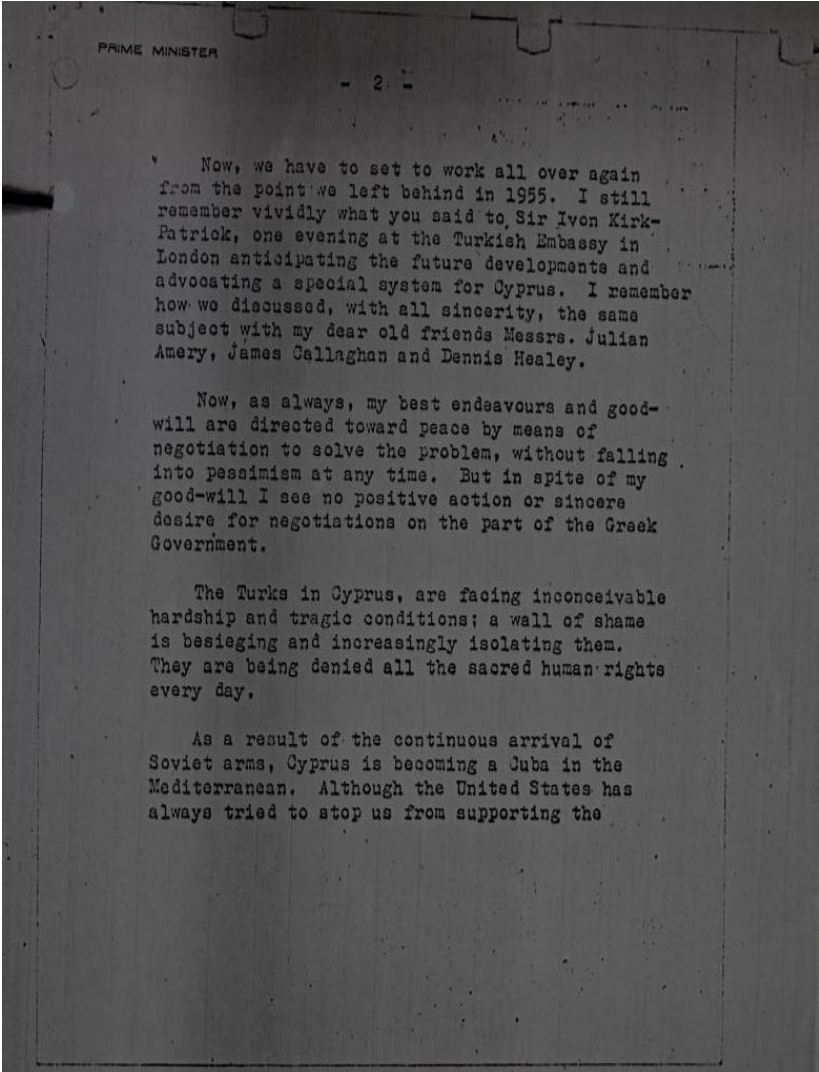 PRIME MINISTER
- 2 -
Now, we have to set to work all over again
from the point we left behind in 1955. I still
remember vividly what you said to Sir Ivon Kirk-
Patrick, one evening at the Turkish Embassy in
London anticipating the future developments and
advocating a special system for Cyprus. I remember
how we discussed, with all sincerity, the same
subject with my dear old friends Messrs. Julian
Amery, James Callaghan and Dennis Healey.
Now, as always, my best endeavours and good-
will are directed toward peace by means of
negotiation to solve the problem, without falling
into pessimism at any time. But in spite of my
good-will I see no positive action or sincere
desire for negotiations on the part of the Greek
Government.
The Turks in Cyprus, are facing inconceivable
hardship and tragic conditions; a wall of shame
is besieging and increasingly isolating them.
They are being denied all the sacred human rights
every day.
As a result of the continuous arrival of
Soviet arms, Cyprus is becoming a Cuba in the
Mediterranean. Although the United States has
always tried to stop us from supporting the